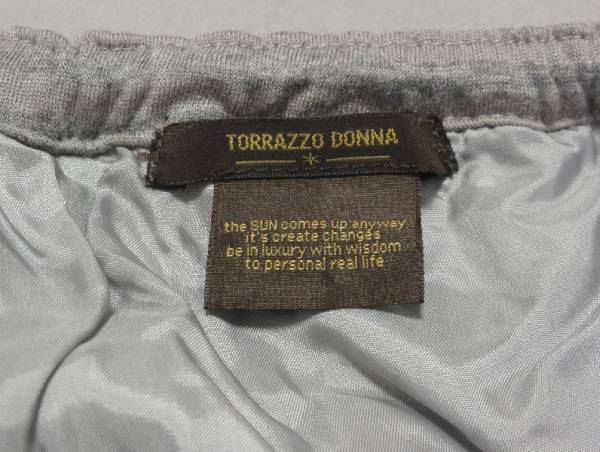 TORRAZZO DONNA
the SUN comes up anyway.
it's create changes
be in luxury with wisdom
to personal real life